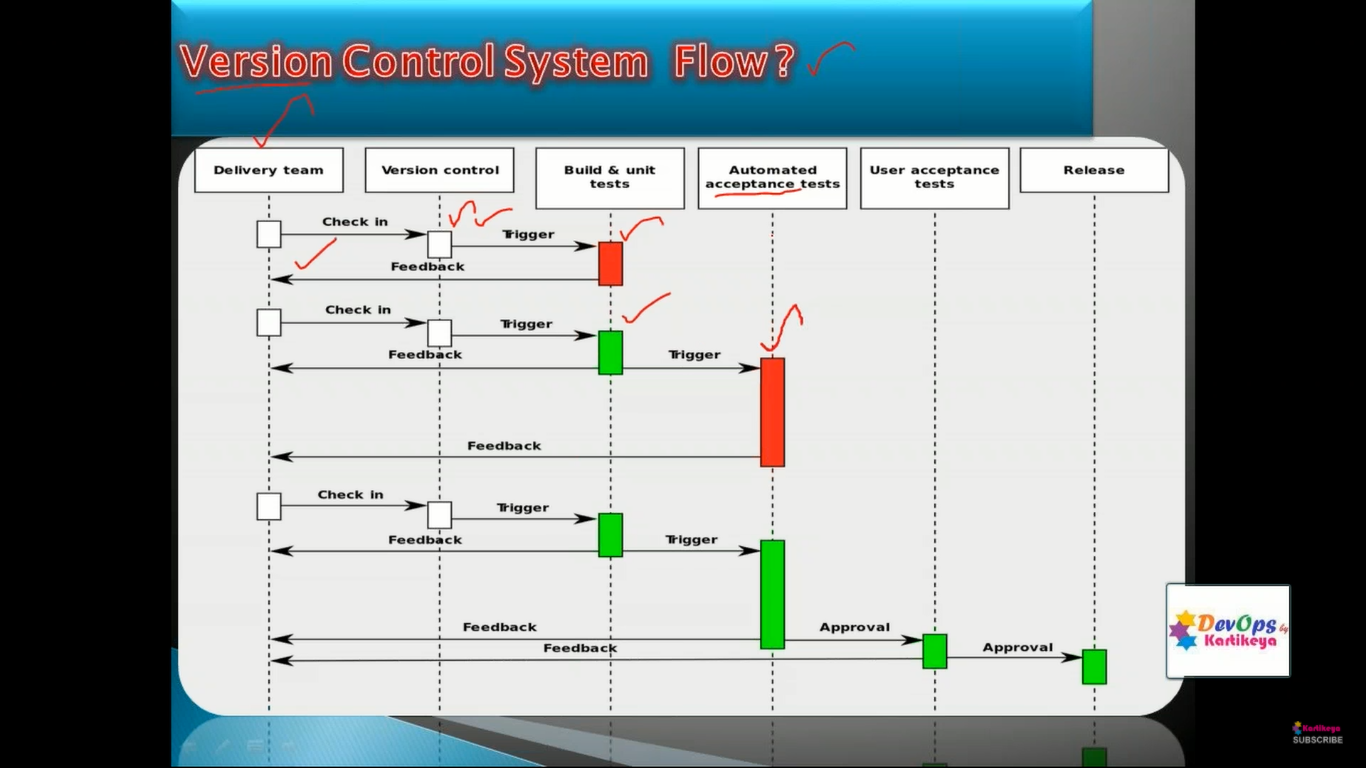 Version Control System Flow?
Delivery team
Version control
Build & unit
tests
Automated
acceptance tests
User acceptance
tests
Release
Check in
Trigger
Feedback
Check in
Trigger
Feedback
Trigger
Feedback
Check in
Trigger
Feedback
Trigger
Feedback
Approval
Feedback
Approval
DevOps by
Kartikeya
Kartikeya
SUBSCRIBE